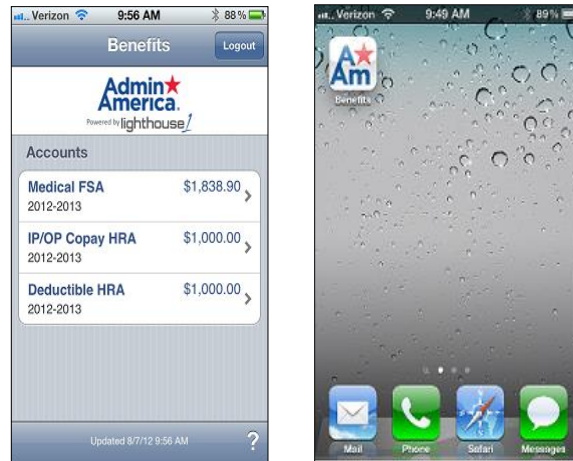 Verizon 9:56 AM 88%
Benefits
Logout
Admin
America.
Powered by lighthouse1
Accounts
Medical FSA $1,838.90
2012-2013
IP/OP Copay HRA $1,000.00
2012-2013
Deductible HRA $1,000.00
2012-2013
Updated 8/7/12 9:56 AM ?
Verizon 9:49 AM 89%
A
Am
Benefits
Mail Phone Safari Messages